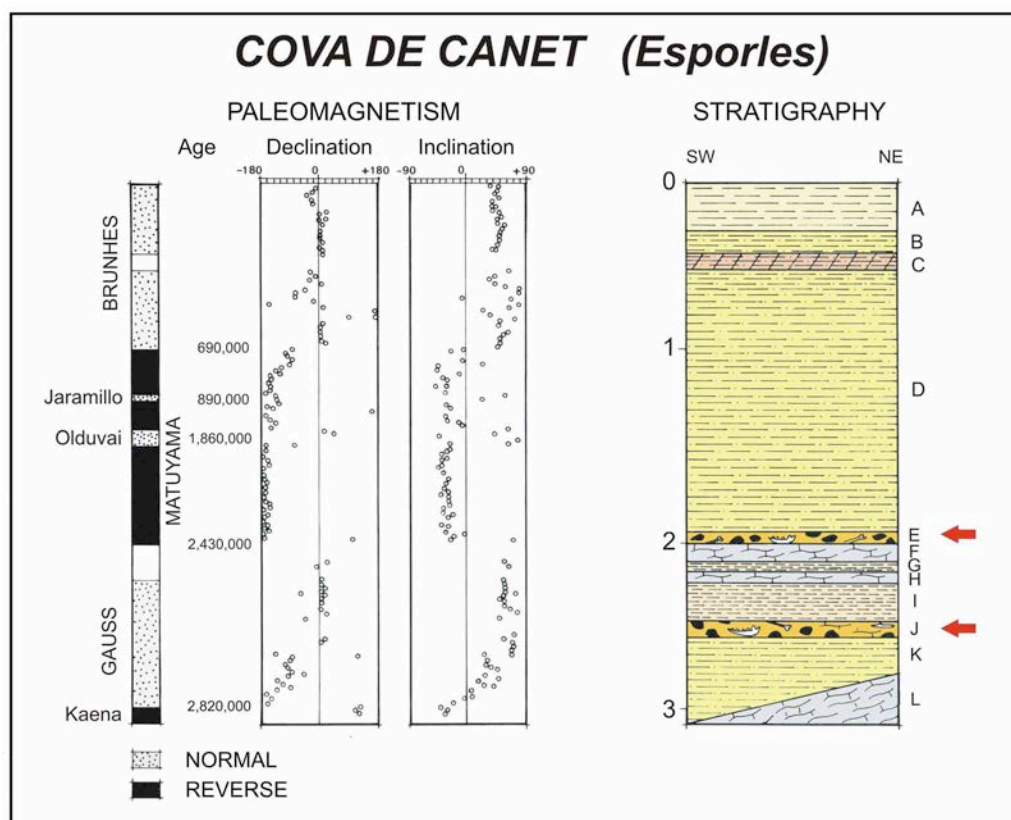 COVA DE CANET (Esporles)
PALEOMAGNETISM
Age
Declination
Inclination
-180 0 +180
-90 0 +90
BRUNHES
MATUYAMA
GAUSS
Jaramillo
Olduvai
Kaena
690,000
890,000
1,860,000
2,430,000
2,820,000
NORMAL
REVERSE
STRATIGRAPHY
SW NE
0
1
2
3
A
B
C
D
E
F
G
H
I
J
K
L